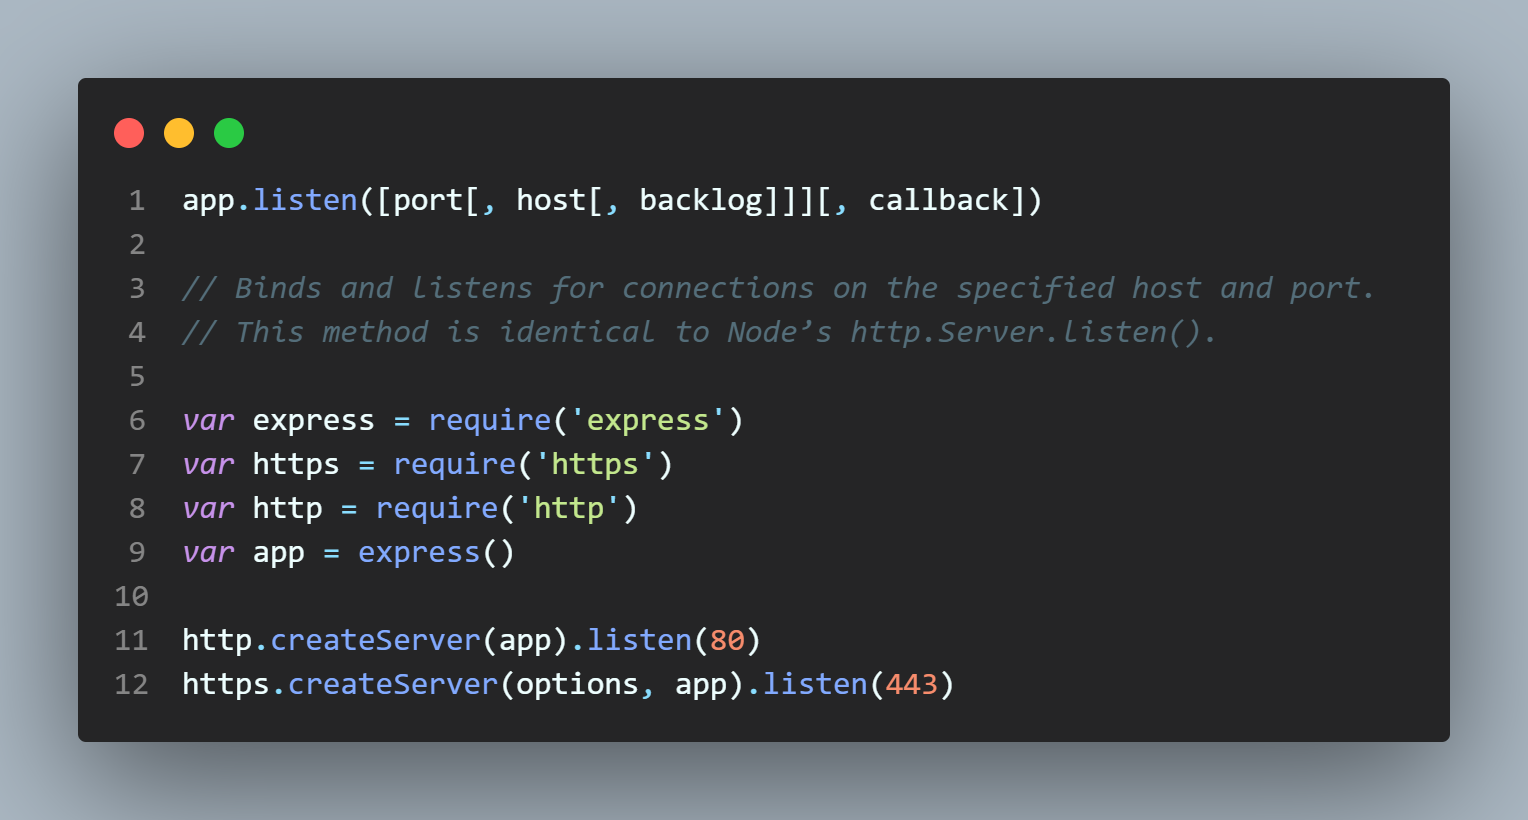 1 app.listen([port[, host[, backlog]]][, callback])
2
3 // Binds and listens for connections on the specified host and port.
4 // This method is identical to Node’s http.Server.listen().
5
6 var express = require('express')
7 var https = require('https')
8 var http = require('http')
9 var app = express()
10
11 http.createServer(app).listen(80)
12 https.createServer(options, app).listen(443)